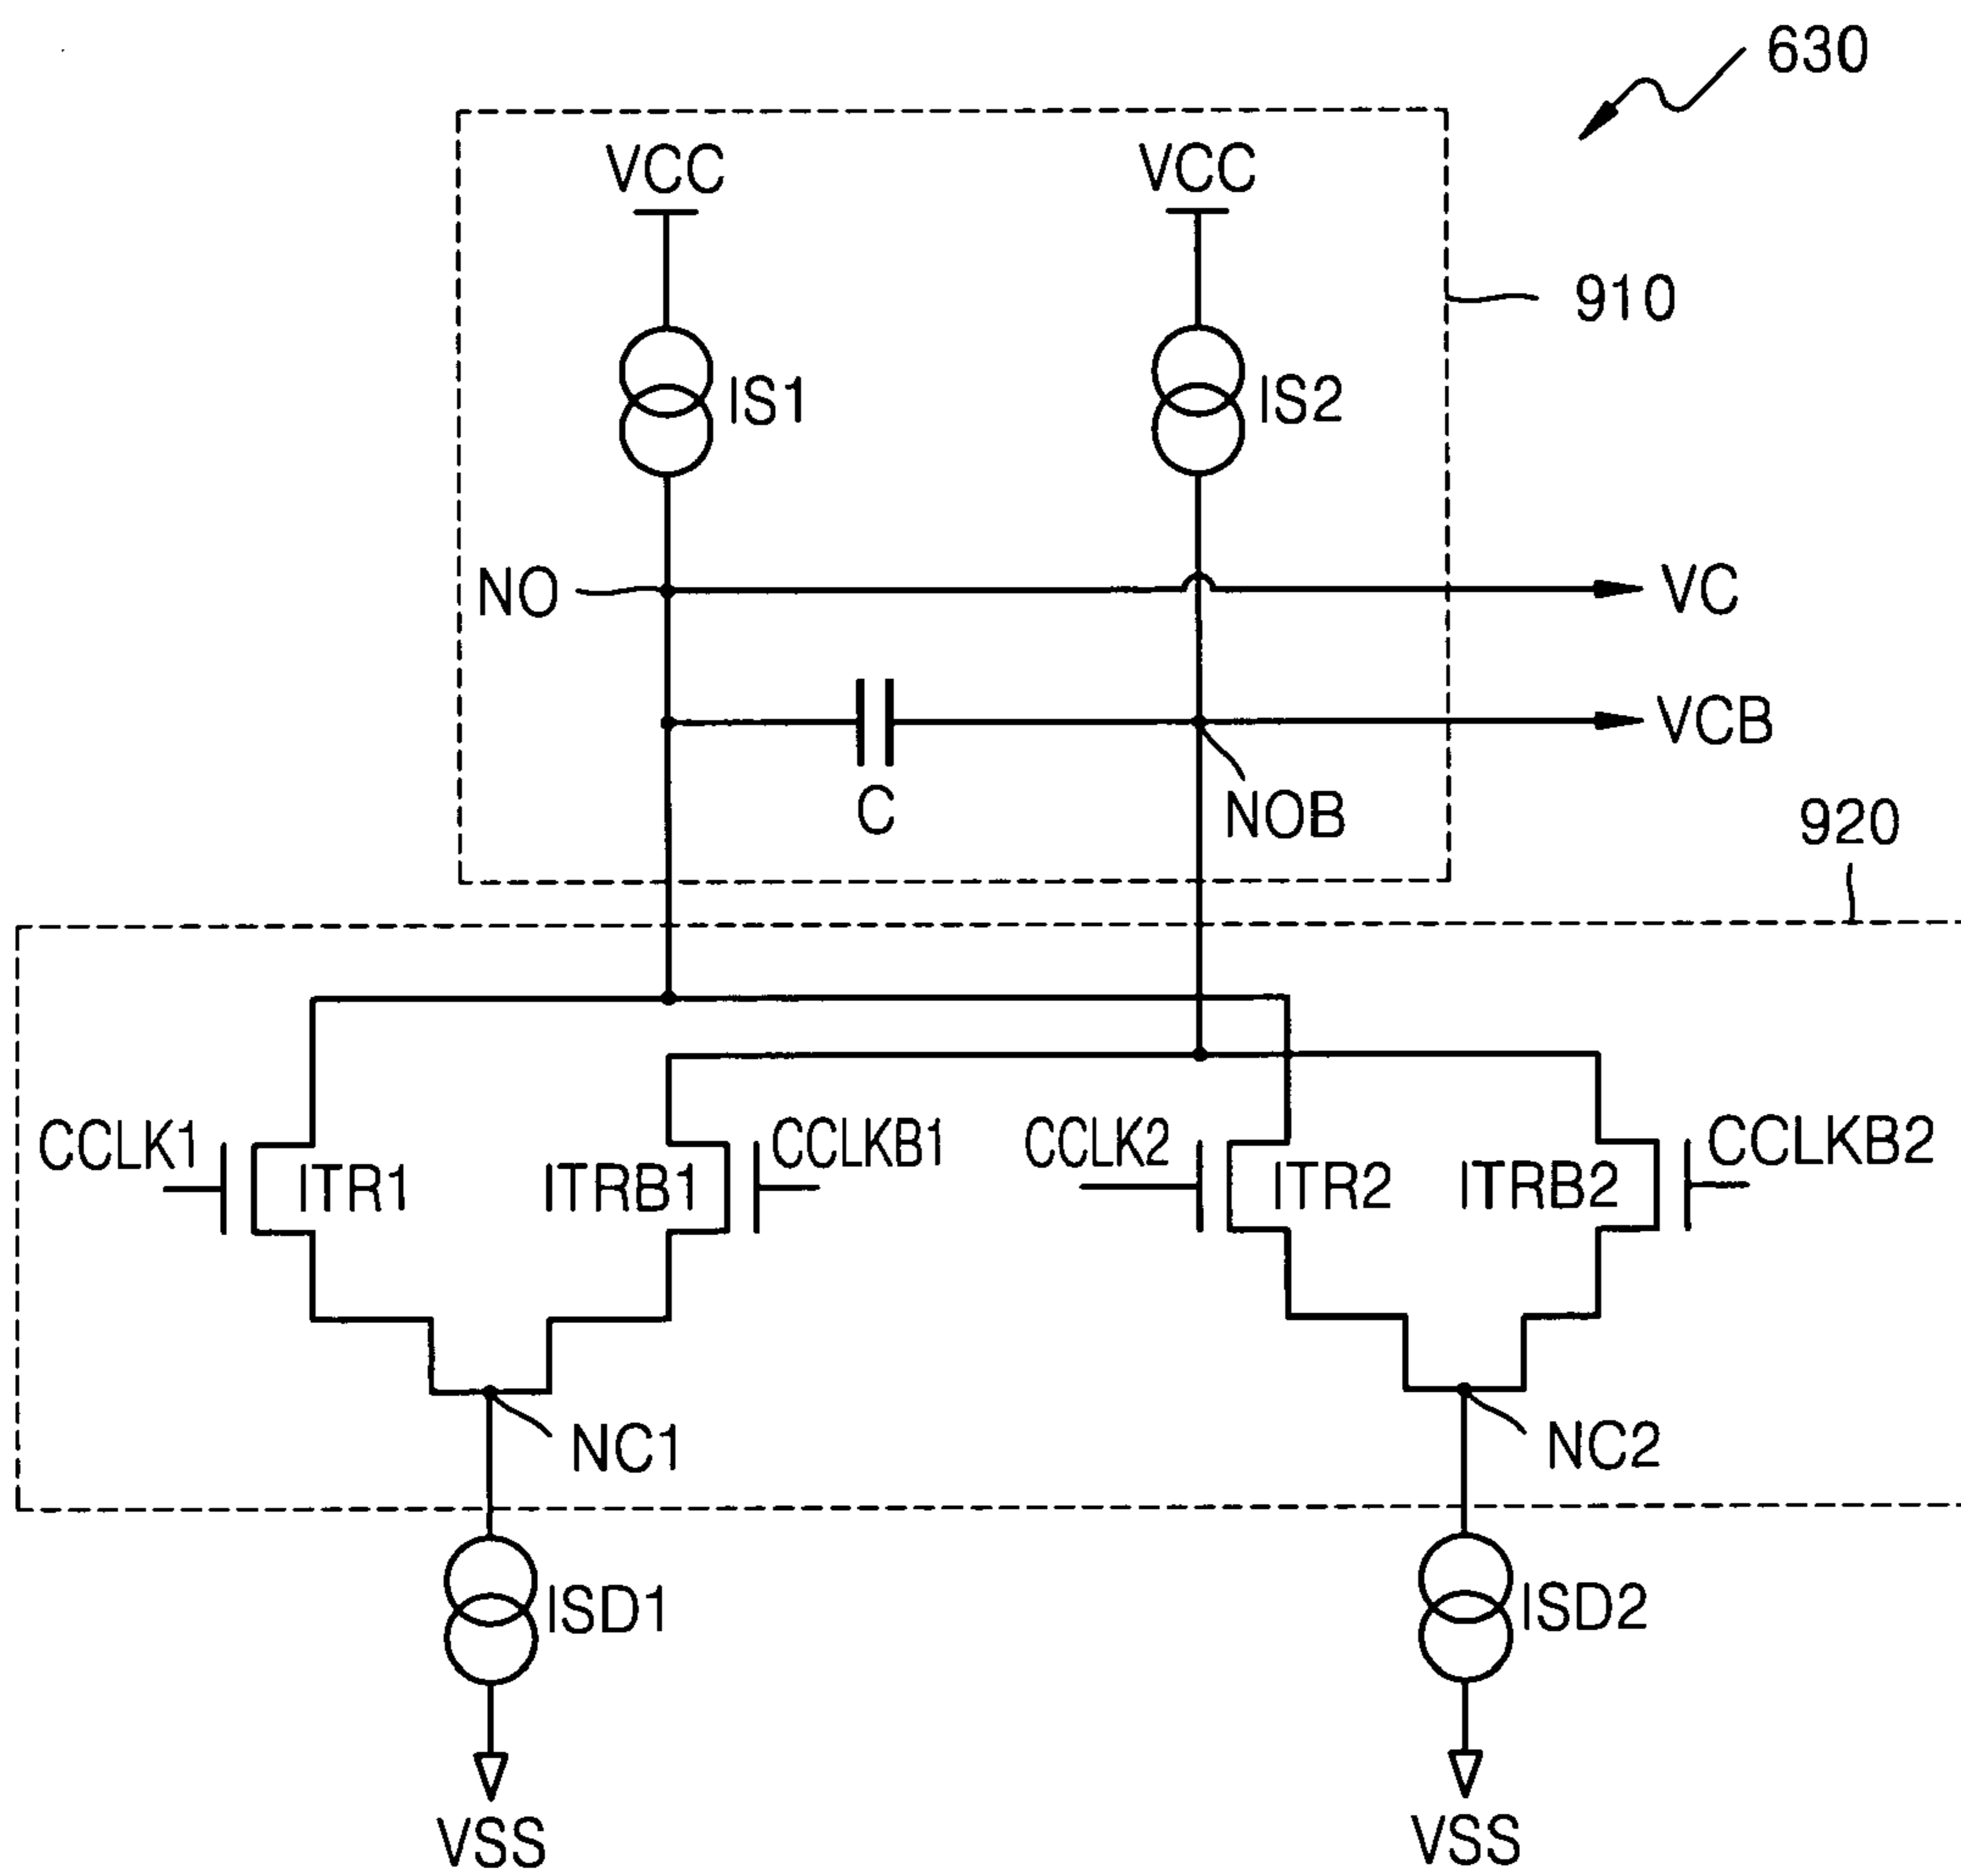 630
VCC
VCC
910
IS1
IS2
NO
VC
VCB
C
NOB
920
CCLK1
ITR1
ITRB1
CCLKB1
CCLK2
ITR2
ITRB2
CCLKB2
NC1
NC2
ISD1
ISD2
VSS
VSS